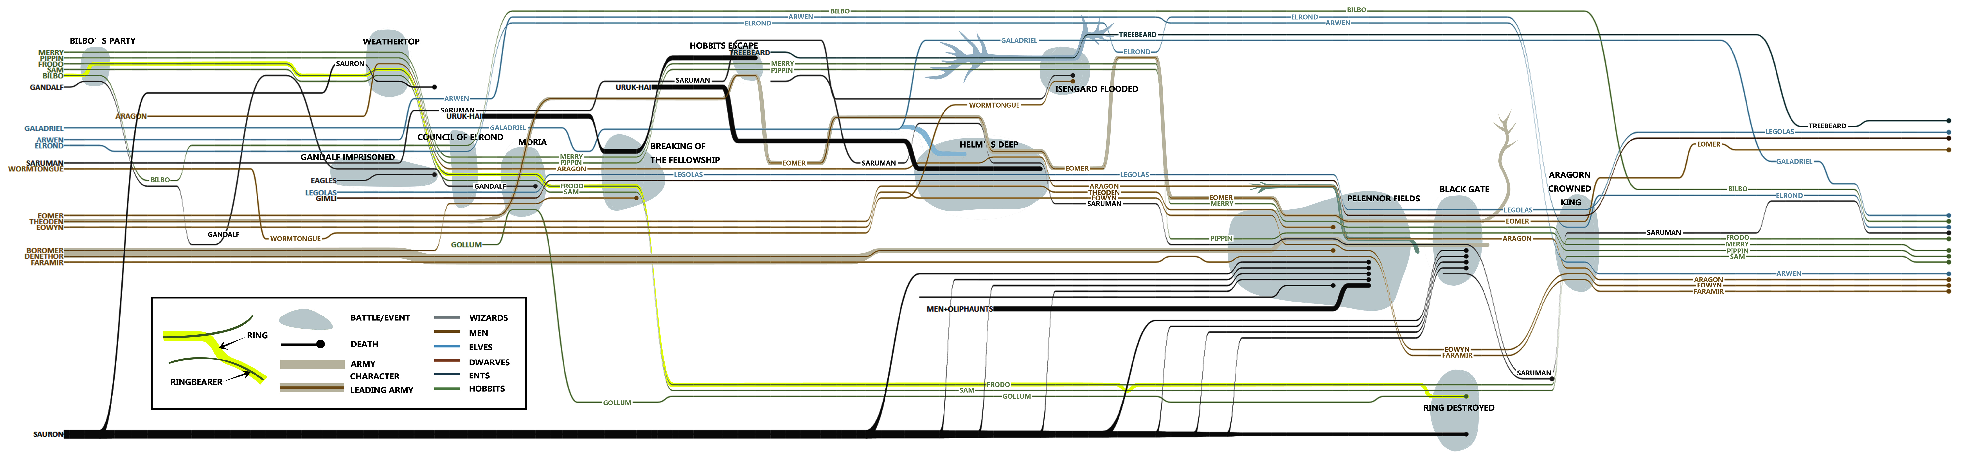 BILBO
BILBO
ARWEN
ELROND
ARWEN
ELROND
ELROND
TREEBEARD
BILBO' S PARTY
WEATHERTOP
HOBBITS ESCAPE
GALADRIEL
MERRY
PIPPIN
FRODO
SAM
BILBO
GANDALF
SAURON
TREEBEARD
MERRY
PIPPIN
SARUMAN
URUK-HAI
ISENGARD FLOODED
WORMTONGUE
ARAGON
ARWEN
SARUMAN
URUK-HAI
GALADRIEL
GALADRIEL
ARWEN
ELROND
COUNCIL OF ELROND
MORIA
BREAKING OF
THE FELLOWSHIP
HELM' S DEEP
TREEBEARD
LEGOLAS
EOMER
GALADRIEL
SARUMAN
WORMTONGUE
GANDALF IMPRISONED
MERRY
PIPPIN
ARAGON
EOMER
SARUMAN
EOMER
EAGLES
BILBO
GANDALF
FRODO
SAM
LEGOLAS
LEGOLAS
LEGOLAS
GIMLI
ARAGON
THEODEN
EOWYN
SARUMAN
EOMER
MERRY
PELENNOR FIELDS
BLACK GATE
ARAGORN
CROWNED
KING
BILBO
ELROND
EOMER
THEODEN
EOWYN
GANDALF
WORMTONGUE
GOLLUM
PIPPIN
LEGOLAS
EOMER
ARAGON
SARUMAN
FRODO
MERRY
PIPPIN
SAM
BOROMER
DENETHOR
FARAMIR
ARWEN
ARAGON
EOWYN
FARAMIR
MEN+OLIPHAUNTS
RING
RINGBEARER
BATTLE/EVENT
DEATH
ARMY
CHARACTER
LEADING ARMY
WIZARDS
MEN
ELVES
DWARVES
ENTS
HOBBITS
EOWYN
FARAMIR
SARUMAN
FRODO
SAM
GOLLUM
GOLLUM
RING DESTROYED
SAURON